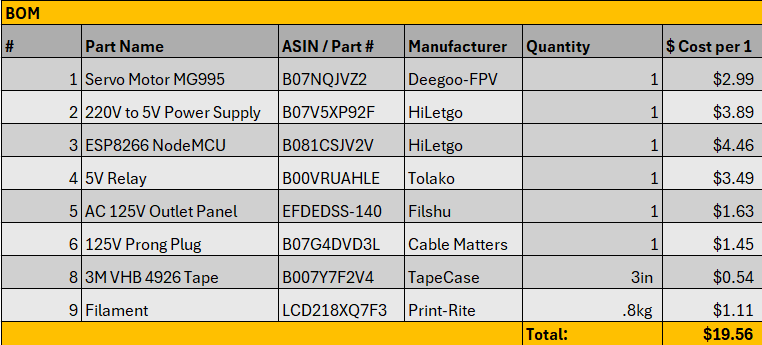 BOM
# Part Name ASIN / Part # Manufacturer Quantity $ Cost per 1
1 Servo Motor MG995 B07NQJVZ2 Deegoo-FPV 1 $2.99
2 220V to 5V Power Supply B07V5XP92F HiLetgo 1 $3.89
3 ESP8266 NodeMCU B081CSJV2V HiLetgo 1 $4.46
4 5V Relay B00VRUAHLE Tolako 1 $3.49
5 AC 125V Outlet Panel EFDEDSS-140 Filshu 1 $1.63
6 125V Prong Plug B07G4DVD3L Cable Matters 1 $1.45
8 3M VHB 4926 Tape B007Y7F2V4 TapeCase 3in $0.54
9 Filament LCD218XQ7F3 Print-Rite .8kg $1.11
Total: $19.56